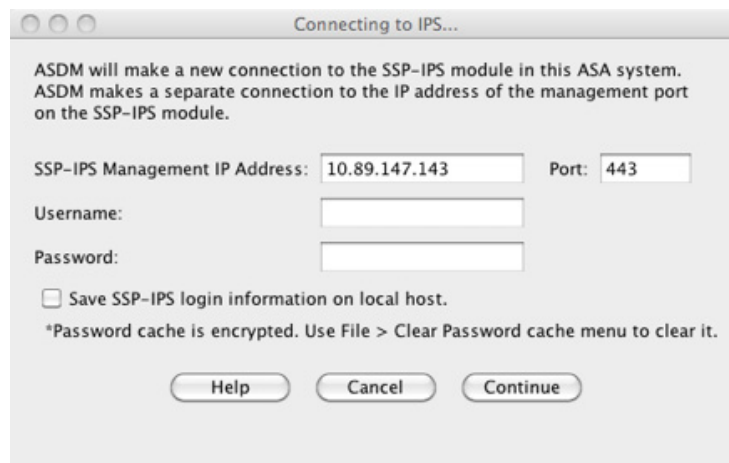 Connecting to IPS...
ASDM will make a new connection to the SSP-IPS module in this ASA system.
ASDM makes a separate connection to the IP address of the management port
on the SSP-IPS module.
SSP-IPS Management IP Address: 10.89.147.143 Port: 443
Username:
Password:
Save SSP-IPS login information on local host.
*Password cache is encrypted. Use File > Clear Password cache menu to clear it.
Help Cancel Continue